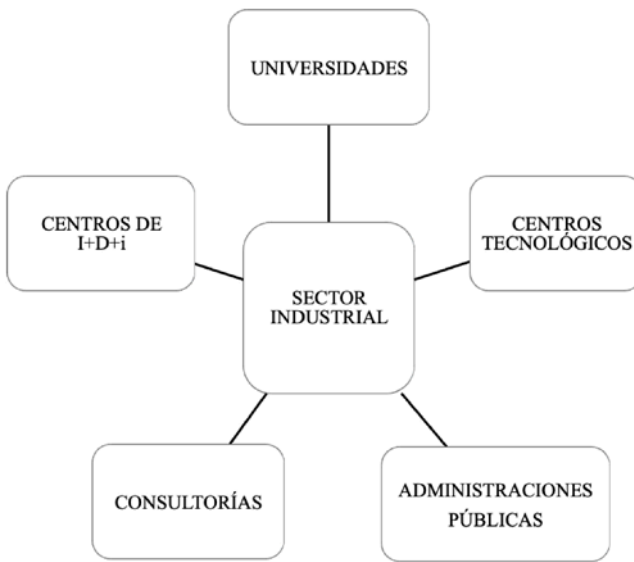 UNIVERSIDADES
CENTROS DE
I+D+i
CENTROS
TECNOLÓGICOS
SECTOR
INDUSTRIAL
CONSULTORÍAS
ADMINISTRACIONES
PÚBLICAS